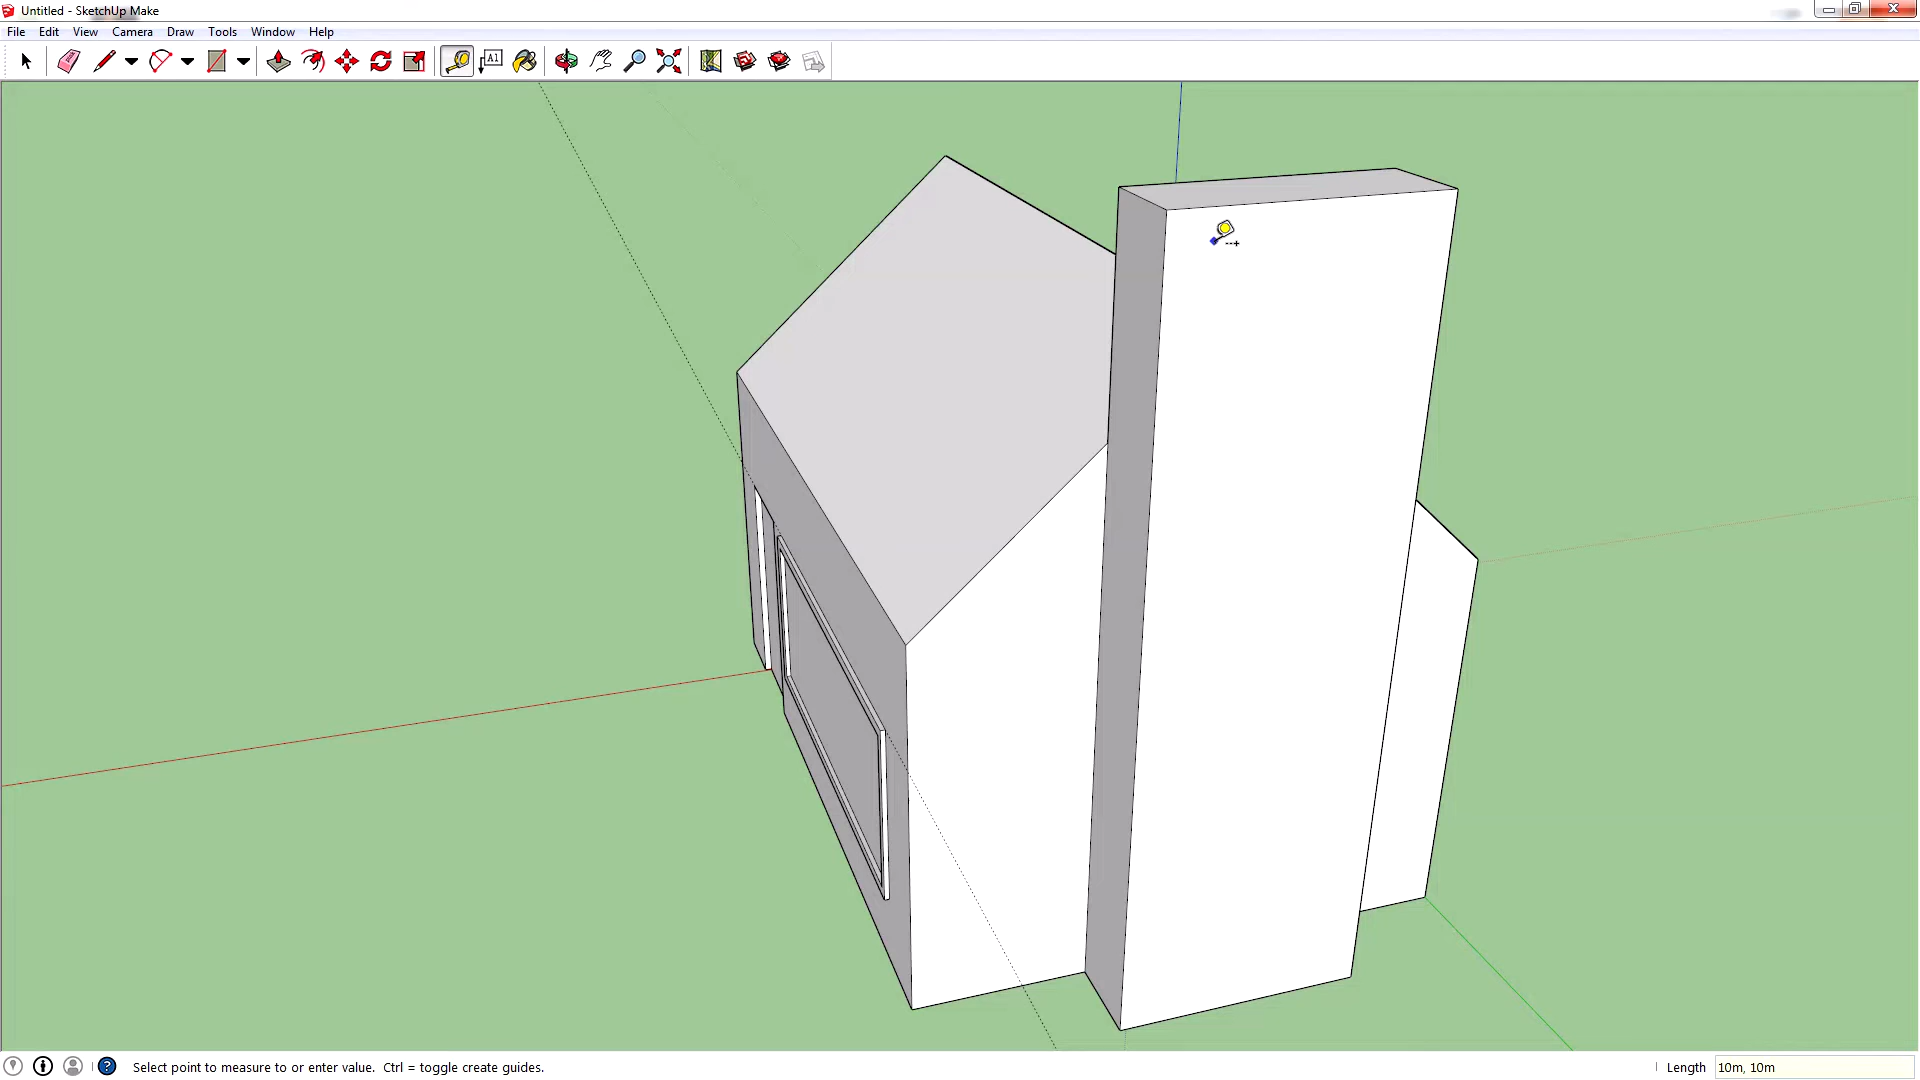 Untitled - SketchUp Make
File Edit View Camera Draw Tools Window Help
A1
Select point to measure to or enter value. Ctrl = toggle create guides.
Length 10m, 10m